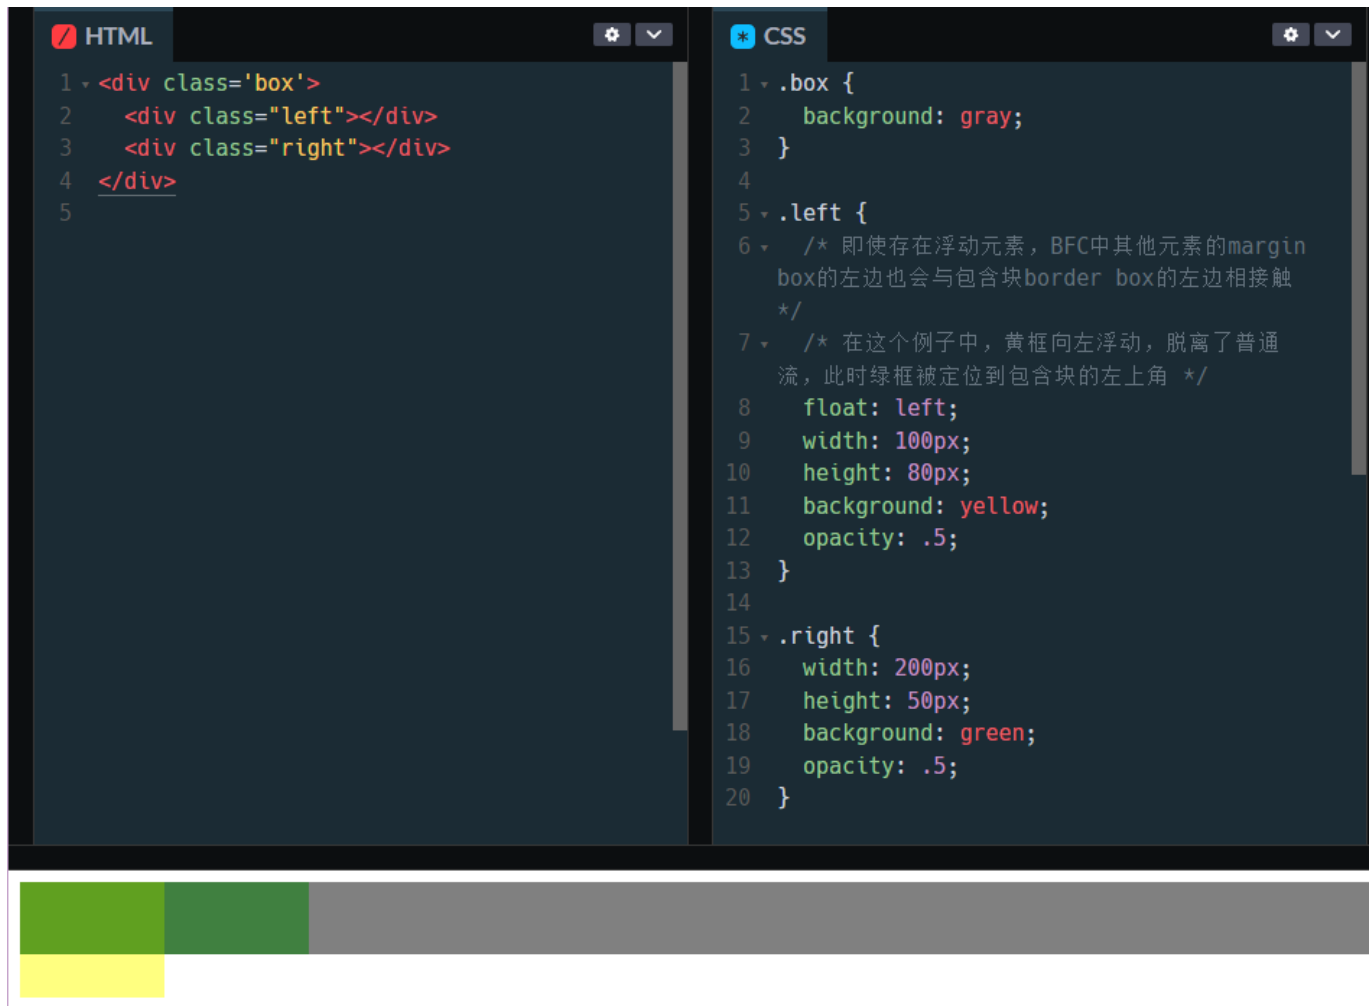 HTML
1 <div class='box'>
2   <div class="left"></div>
3   <div class="right"></div>
4 </div>
5
CSS
1 .box {
2   background: gray;
3 }
4
5 .left {
6   /* 即使存在浮动元素，BFC中其他元素的margin
box的左边也会与包含块border box的左边相接触
*/
7   /* 在这个例子中，黄框向左浮动，脱离了普通
流，此时绿框被定位到包含块的左上角 */
8   float: left;
9   width: 100px;
10   height: 80px;
11   background: yellow;
12   opacity: .5;
13 }
14
15 .right {
16   width: 200px;
17   height: 50px;
18   background: green;
19   opacity: .5;
20 }